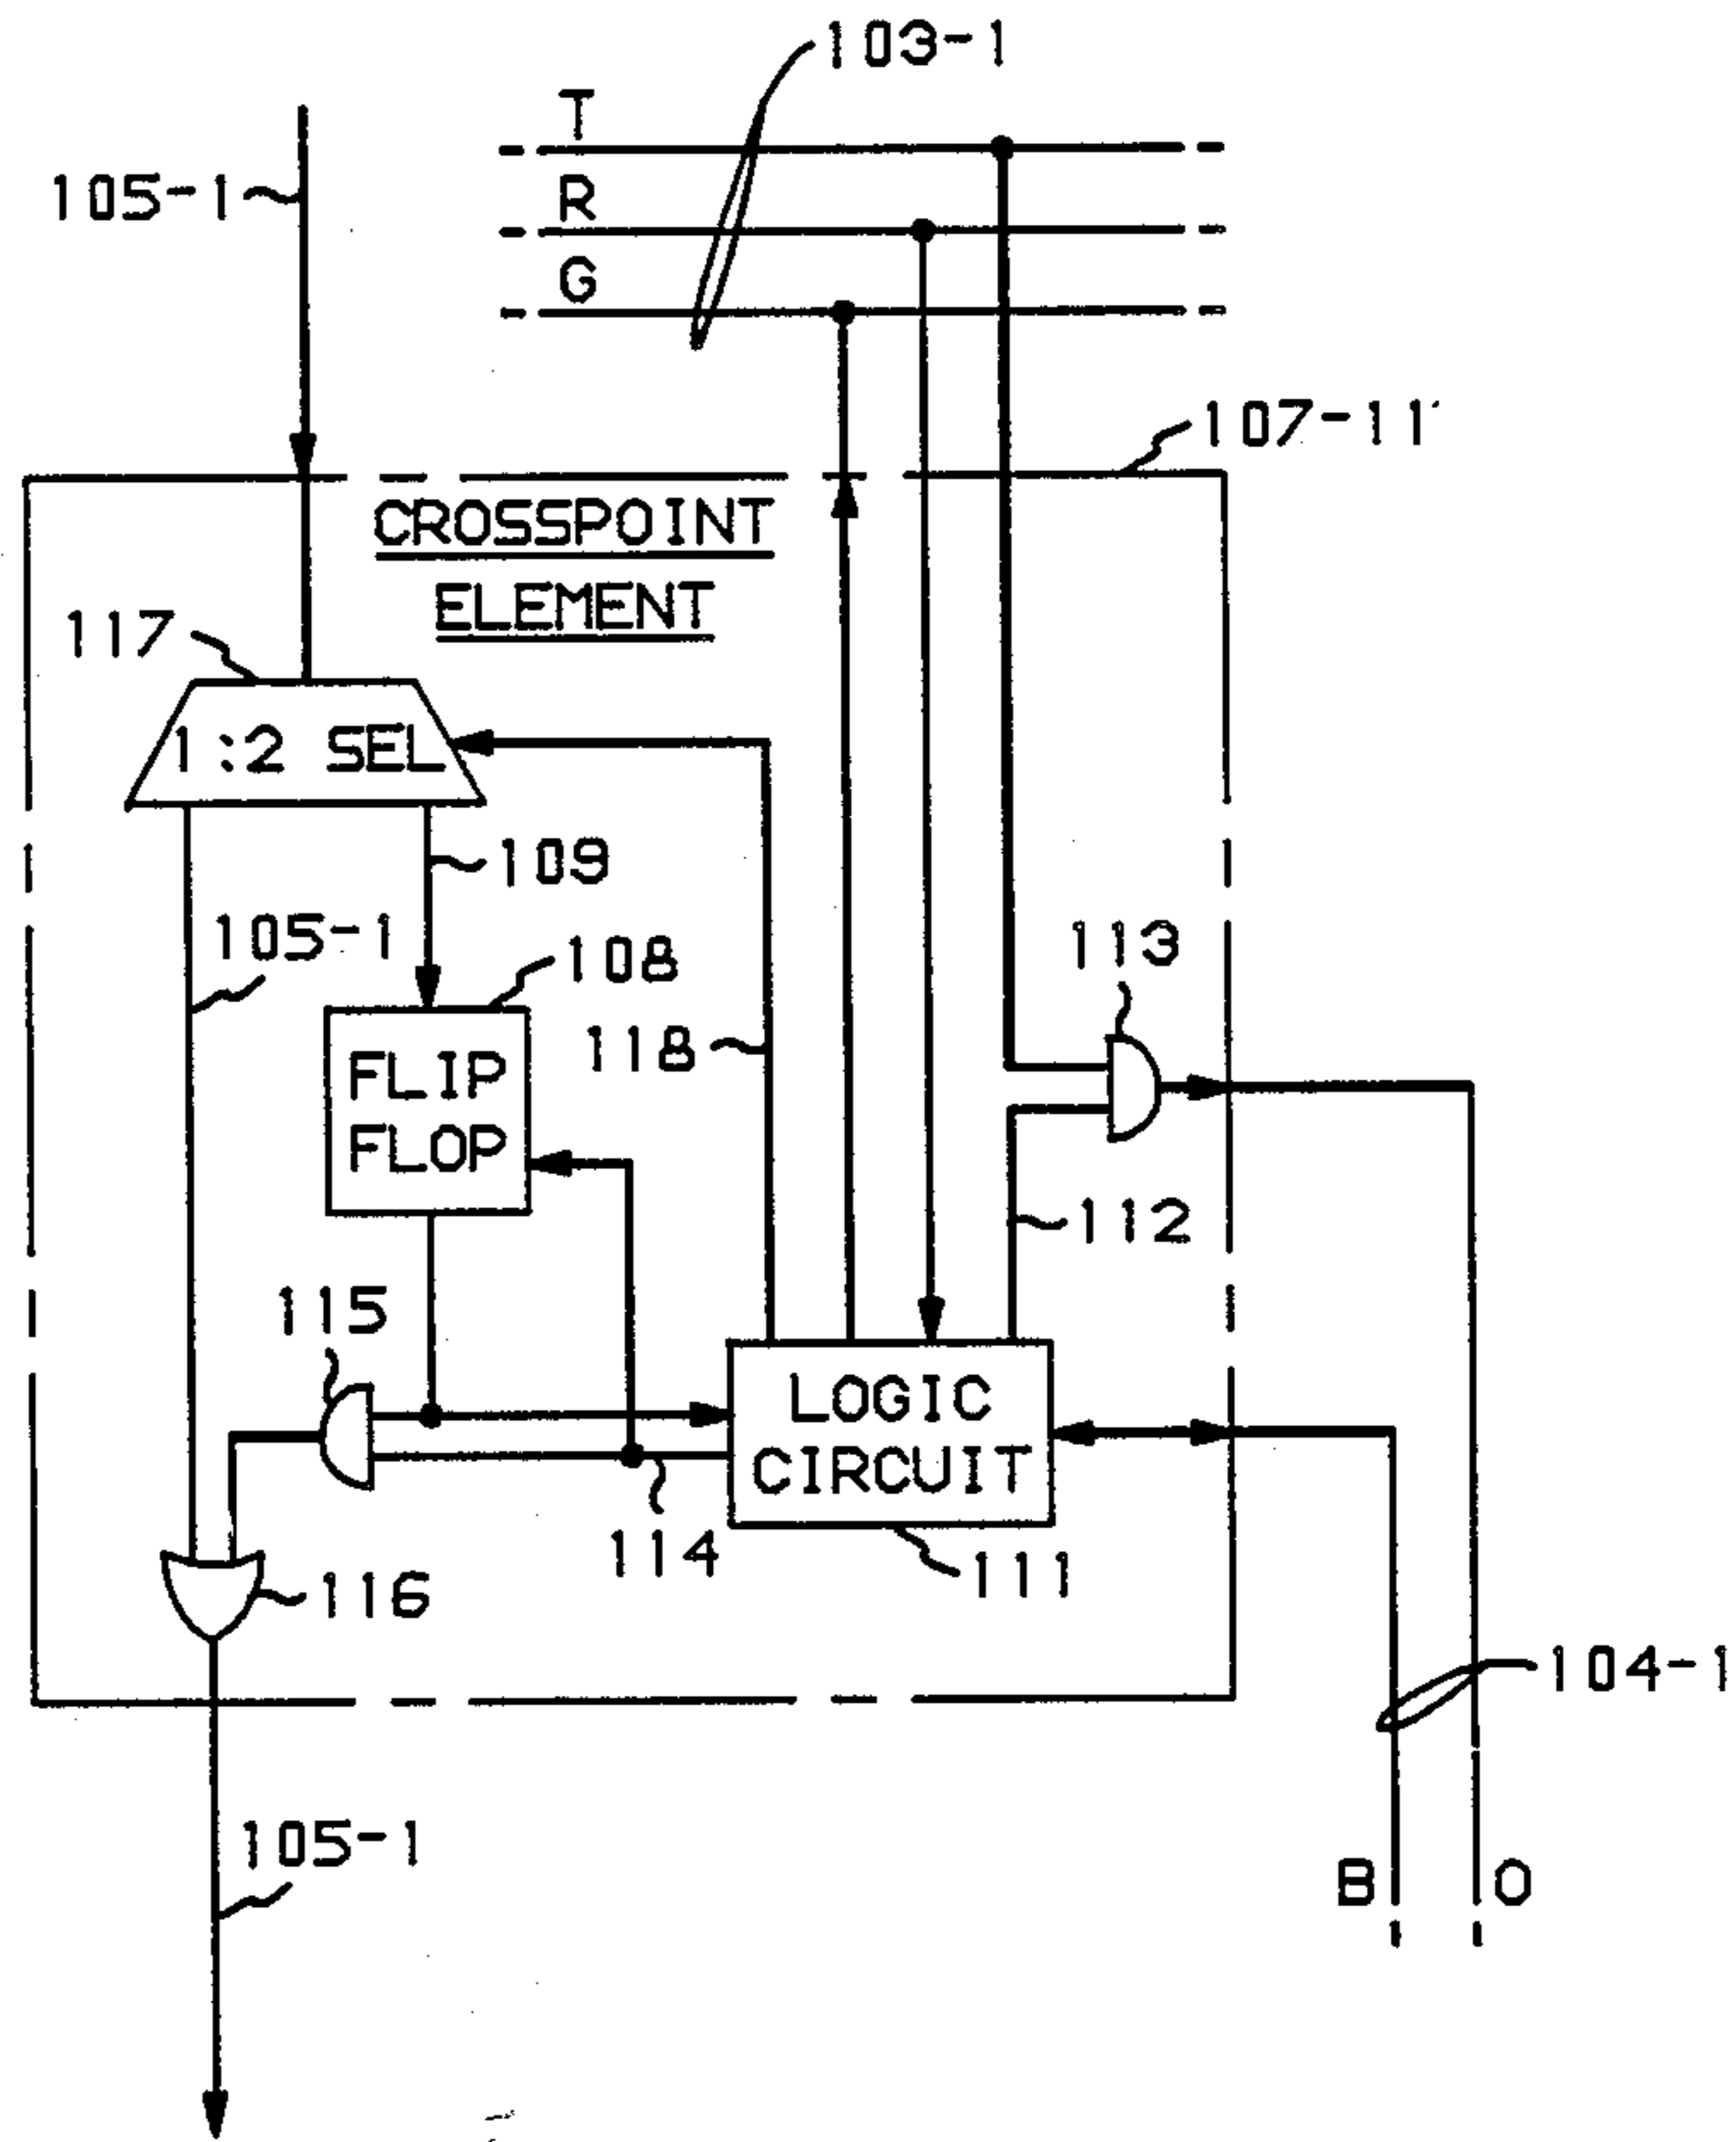 103-1
T
105-1
R
G
107-11
CROSSPOINT
ELEMENT
117
1:2 SEL
109
105-1
113
108
118
FLIP
FLOP
112
115
LOGIC
CIRCUIT
114
111
116
104-1
105-1
B
O